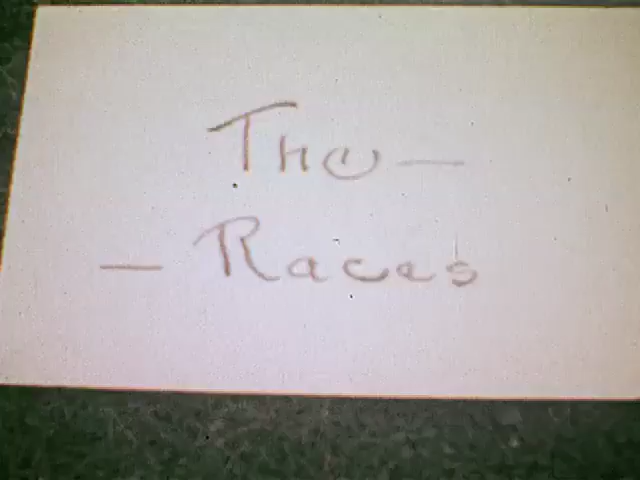 The —
— Races